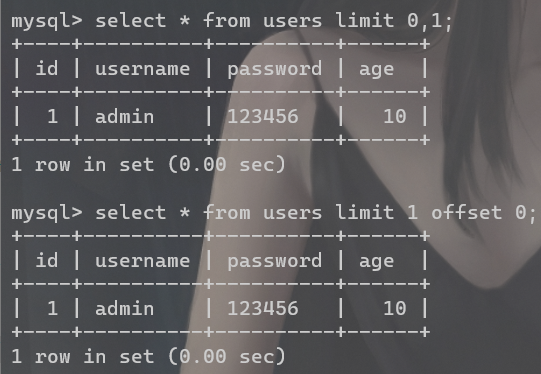 mysql> select * from users limit 0,1;
+----+----------+----------+------+
| id | username | password | age  |
+----+----------+----------+------+
|  1 | admin    | 123456   |   10 |
+----+----------+----------+------+
1 row in set (0.00 sec)

mysql> select * from users limit 1 offset 0;
+----+----------+----------+------+
| id | username | password | age  |
+----+----------+----------+------+
|  1 | admin    | 123456   |   10 |
+----+----------+----------+------+
1 row in set (0.00 sec)